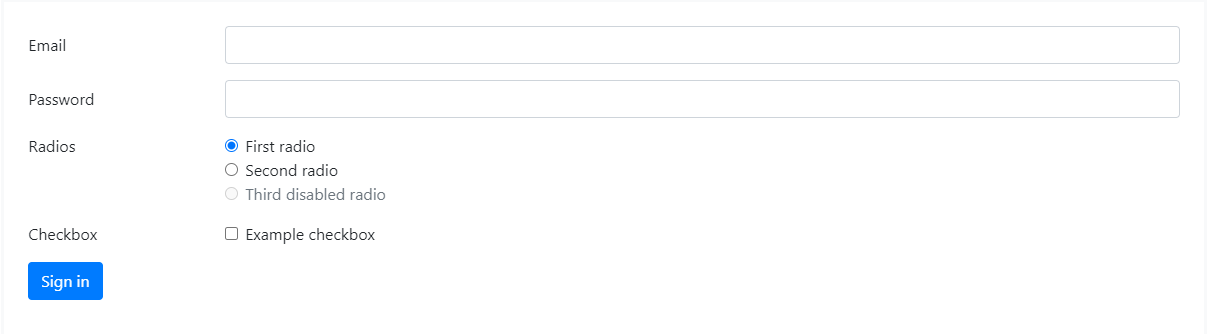 Email
Password
Radios First radio
Second radio
Third disabled radio
Checkbox Example checkbox
Sign in